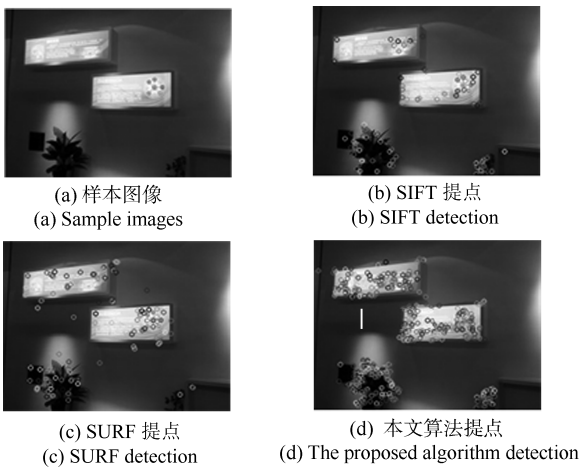 (a) 样本图像
(a) Sample images
(b) SIFT 提点
(b) SIFT detection
(c) SURF 提点
(c) SURF detection
(d) 本文算法提点
(d) The proposed algorithm detection